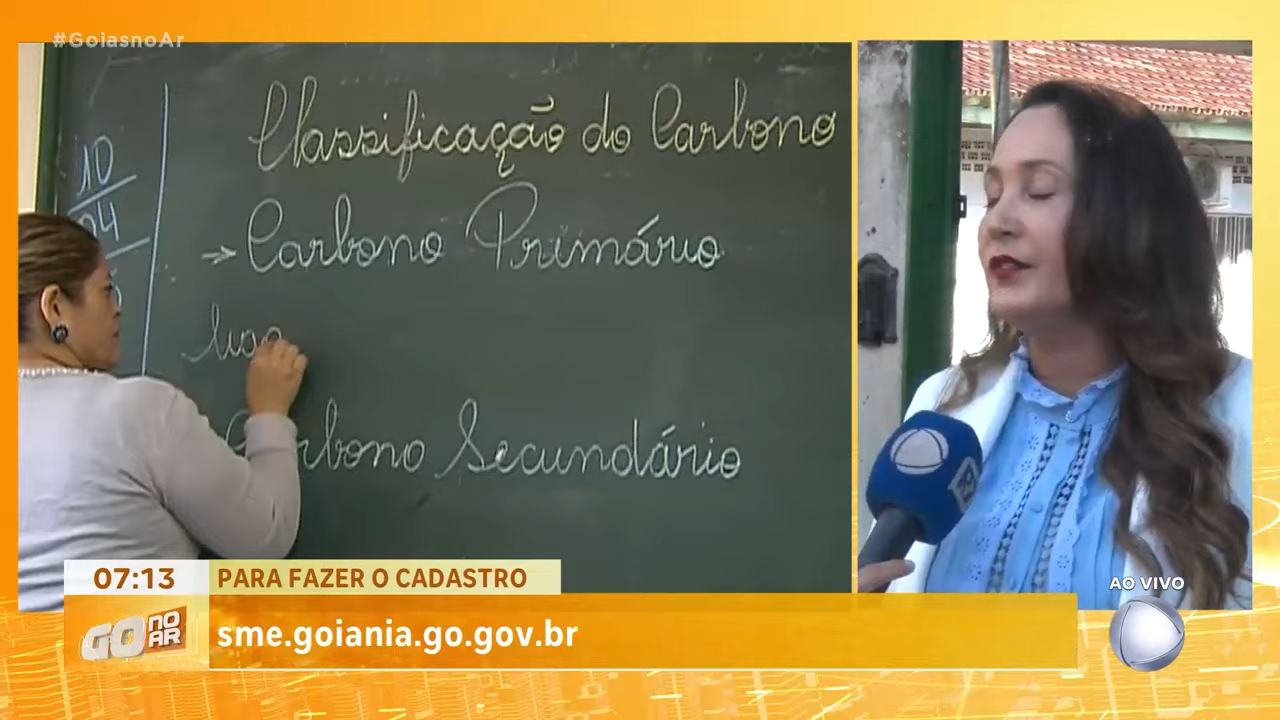 #GoiasnoAr
10
04
Classificação do Carbono
→ Carbono Primário
Carbono Secundário
AO VIVO
07:13
PARA FAZER O CADASTRO
GO NO AR
sme.goiania.go.gov.br